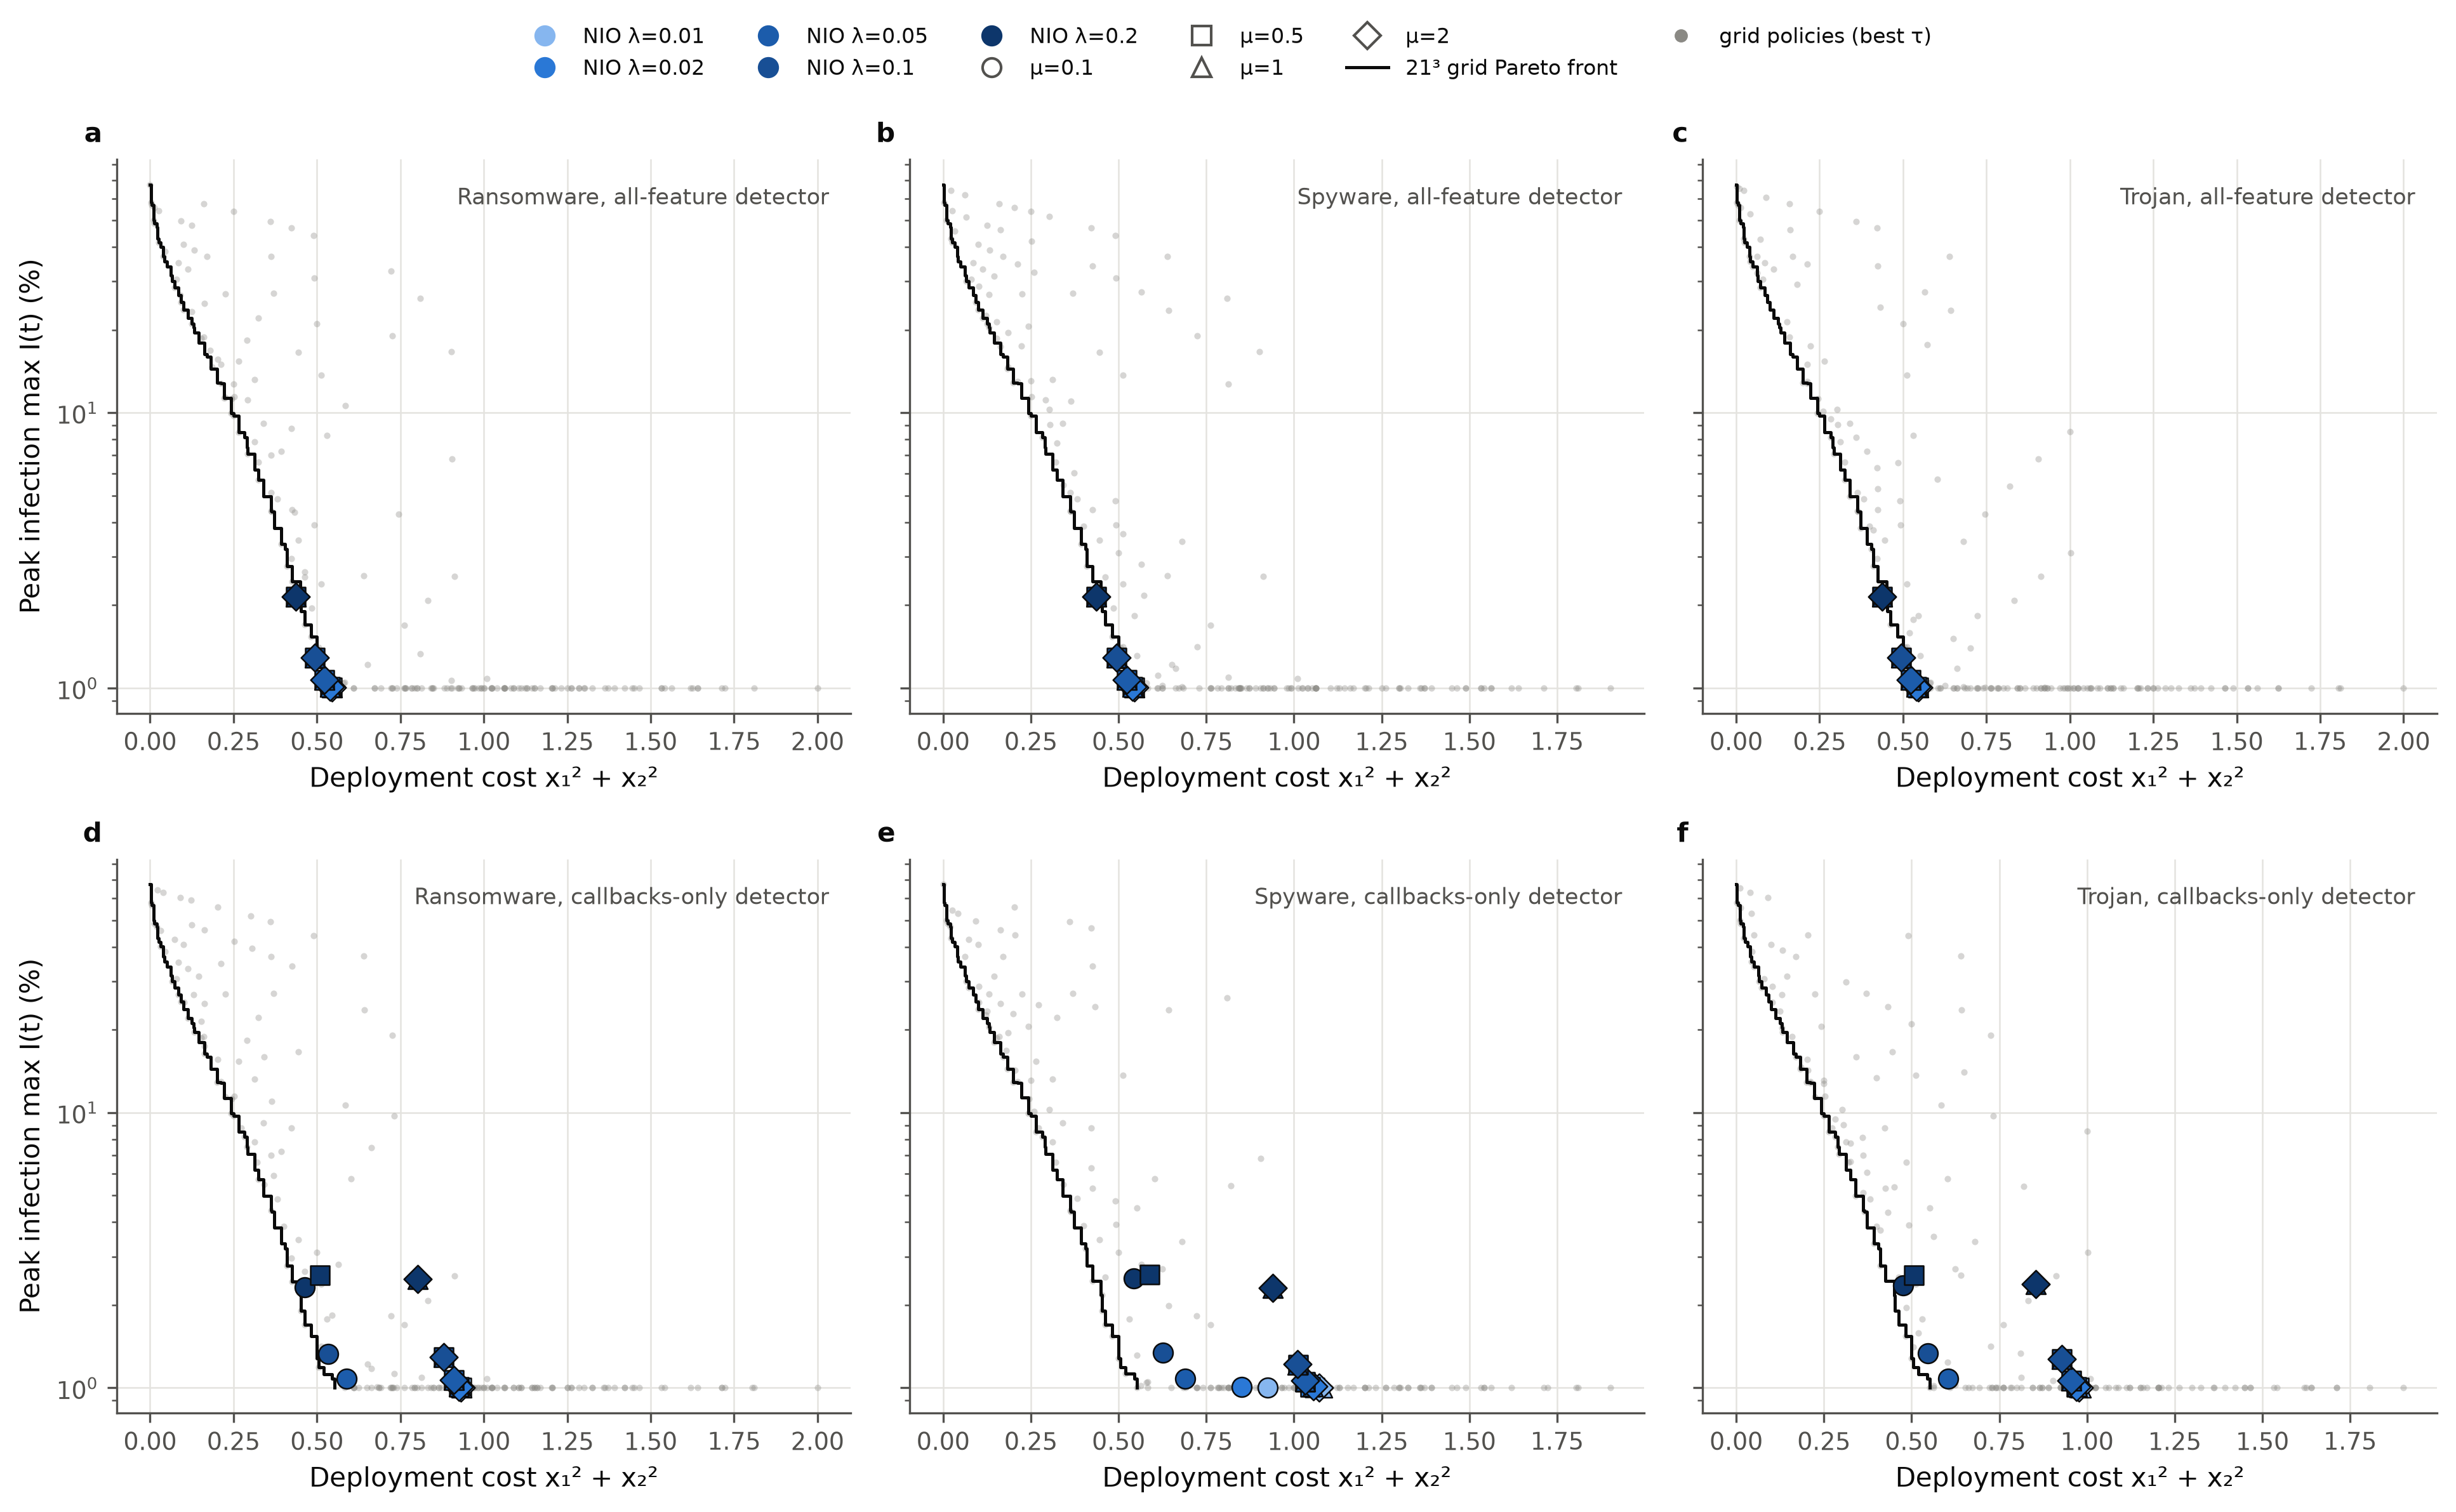 NIO λ=0.01
NIO λ=0.02
NIO λ=0.05
NIO λ=0.1
NIO λ=0.2
μ=0.1
μ=0.5
μ=1
μ=2
21³ grid Pareto front
grid policies (best τ)
a
Ransomware, all-feature detector
Peak infection max I(t) (%)
10¹
10⁰
0.00 0.25 0.50 0.75 1.00 1.25 1.50 1.75 2.00
Deployment cost x₁² + x₂²
b
Spyware, all-feature detector
0.00 0.25 0.50 0.75 1.00 1.25 1.50 1.75
Deployment cost x₁² + x₂²
c
Trojan, all-feature detector
0.00 0.25 0.50 0.75 1.00 1.25 1.50 1.75 2.00
Deployment cost x₁² + x₂²
d
Ransomware, callbacks-only detector
Peak infection max I(t) (%)
10¹
10⁰
0.00 0.25 0.50 0.75 1.00 1.25 1.50 1.75 2.00
Deployment cost x₁² + x₂²
e
Spyware, callbacks-only detector
0.00 0.25 0.50 0.75 1.00 1.25 1.50 1.75
Deployment cost x₁² + x₂²
f
Trojan, callbacks-only detector
0.00 0.25 0.50 0.75 1.00 1.25 1.50 1.75
Deployment cost x₁² + x₂²